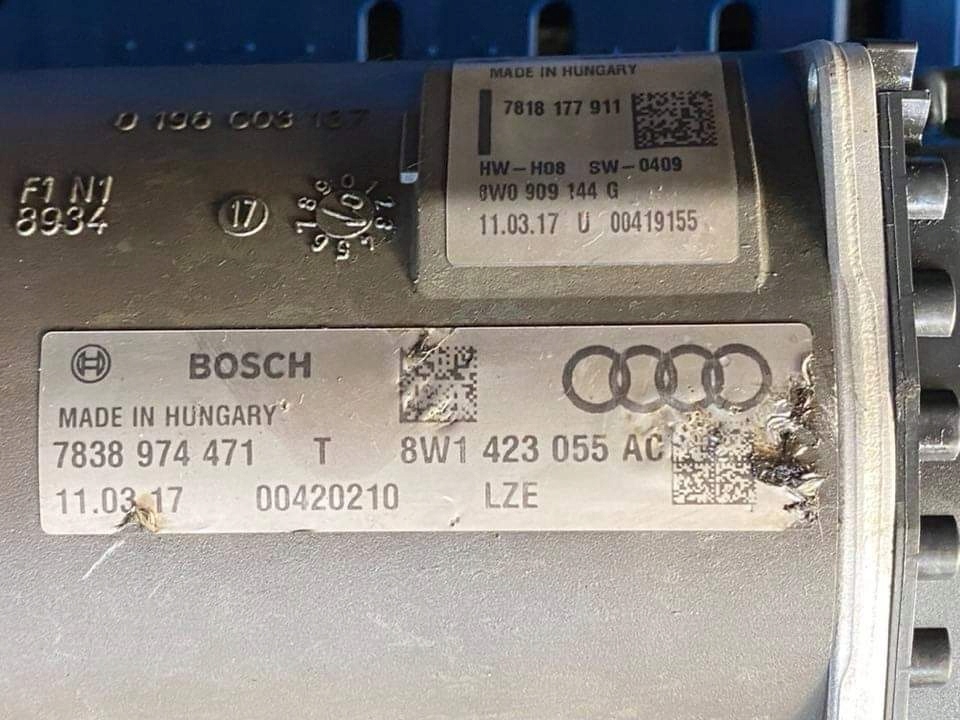 MADE IN HUNGARY
7818 177 911
HW-H08 SW-0409
8W0 909 144 G
11.03.17 U 00419155
0 196 C03 137
F1 N1
8934
17
BOSCH
MADE IN HUNGARY
7838 974 471 T 8W1 423 055 AC
11.03.17 00420210 LZE